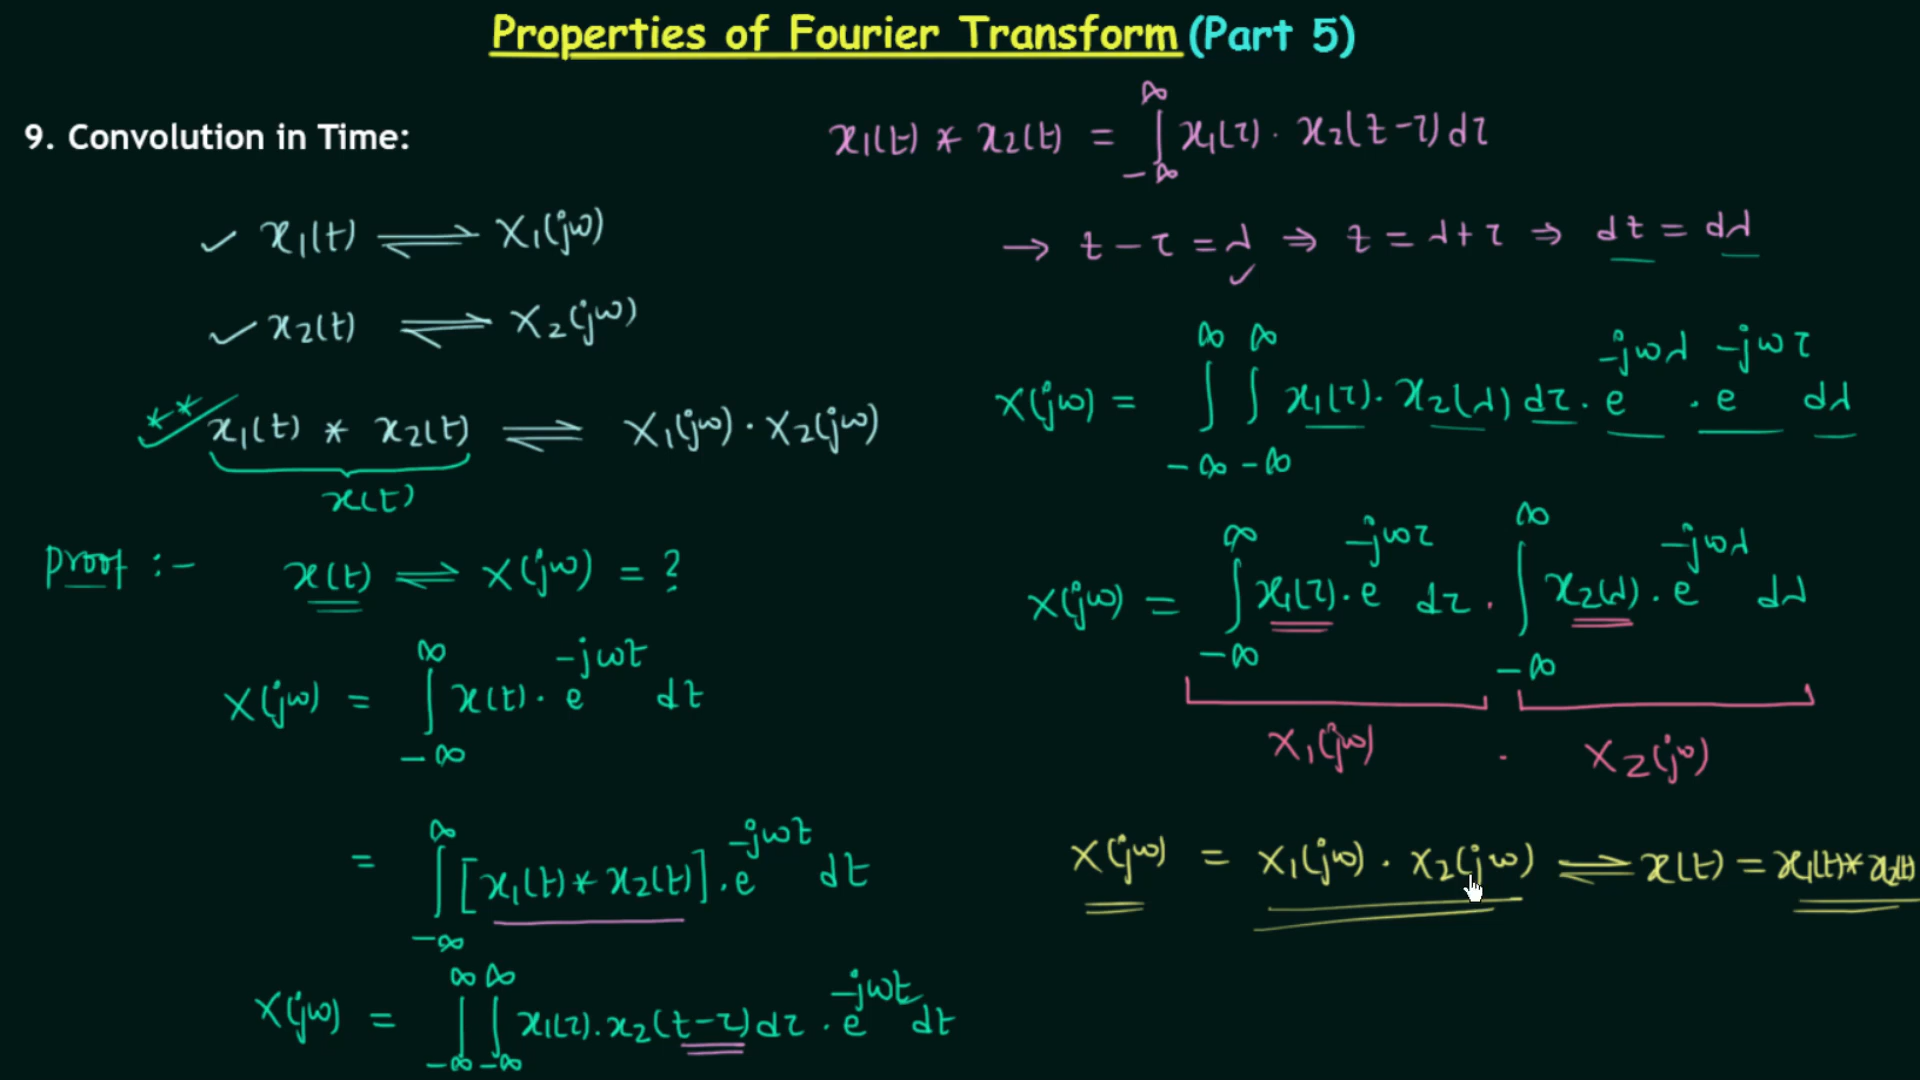 Properties of Fourier Transform (Part 5)
9. Convolution in Time:
x₁(t) ⇌ X₁(jω)
x₂(t) ⇌ X₂(jω)
** x₁(t) * x₂(t) ⇌ X₁(jω) · X₂(jω)
x(t)
Proof :- x(t) ⇌ X(jω) = ?
X(jω) = ∫_{-∞}^{∞} x(t) · e^{-jωt} dt
= ∫_{-∞}^{∞} [x₁(t) * x₂(t)] · e^{-jωt} dt
X(jω) = ∫_{-∞}^{∞} ∫_{-∞}^{∞} x₁(τ) · x₂(t-τ) dτ · e^{-jωt} dt
x₁(t) * x₂(t) = ∫_{-∞}^{∞} x₁(τ) · x₂(t-τ) dτ
→ t - τ = λ ⇒ t = λ + τ ⇒ dt = dλ
X(jω) = ∫_{-∞}^{∞} ∫_{-∞}^{∞} x₁(τ) · x₂(λ) dτ · e^{-jωλ} · e^{-jωτ} dλ
X(jω) = ∫_{-∞}^{∞} x₁(τ) · e^{-jωτ} dτ · ∫_{-∞}^{∞} x₂(λ) · e^{-jωλ} dλ
X₁(jω) · X₂(jω)
X(jω) = X₁(jω) · X₂(jω) ⇌ x(t) = x₁(t) * x₂(t)